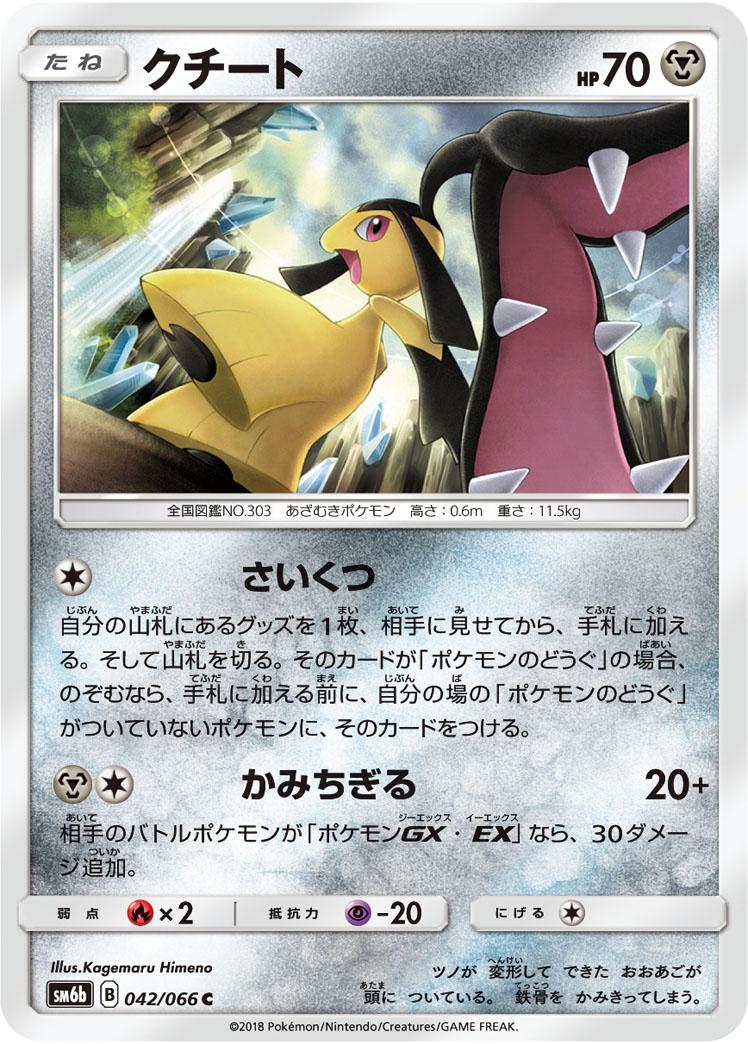 たね クチート HP70
全国図鑑NO.303 あざむきポケモン 高さ:0.6m 重さ:11.5kg
さいくつ
自分の山札にあるグッズを1枚、相手に見せてから、手札に加え
る。そして山札を切る。そのカードが「ポケモンのどうぐ」の場合、
のぞむなら、手札に加える前に、自分の場の「ポケモンのどうぐ」
がついていないポケモンに、そのカードをつける。
かみちぎる 20+
相手のバトルポケモンが「ポケモンGX・EX」なら、30ダメー
ジ追加。
弱点 ×2 抵抗力 -20 にげる
Illus.Kagemaru Himeno
ツノが 変形して できた おおあごが
頭に ついている。 鉄骨を かみきってしまう。
sm6b B 042/066 C
©2018 Pokémon/Nintendo/Creatures/GAME FREAK.